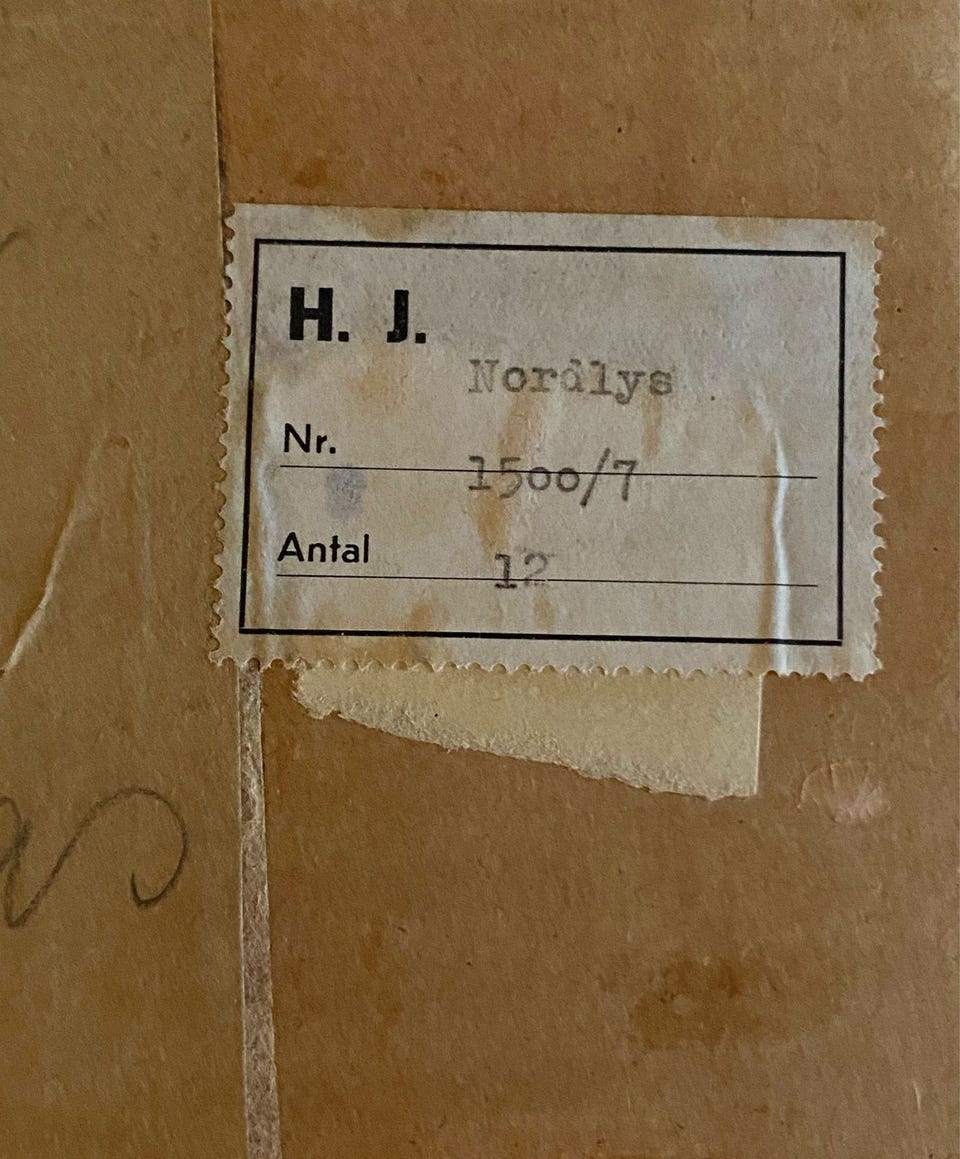 H. J.
Nordlys
Nr. 1500/7
Antal 12